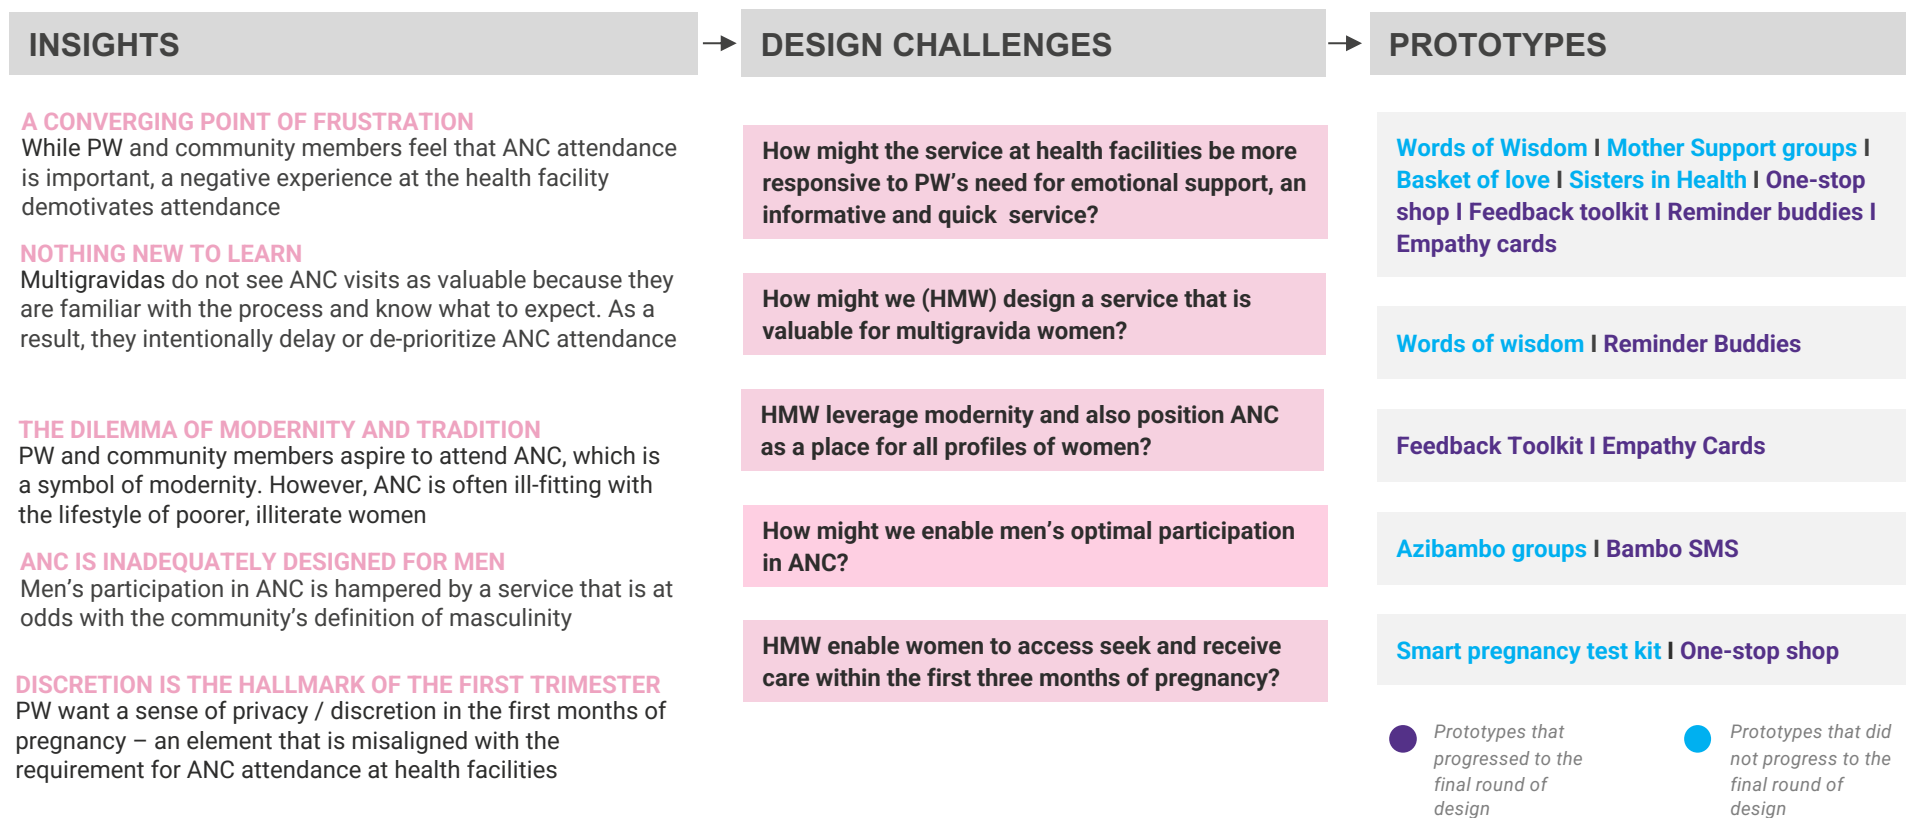 INSIGHTS
DESIGN CHALLENGES
PROTOTYPES
A CONVERGING POINT OF FRUSTRATION
While PW and community members feel that ANC attendance
is important, a negative experience at the health facility
demotivates attendance
NOTHING NEW TO LEARN
Multigravidas do not see ANC visits as valuable because they
are familiar with the process and know what to expect. As a
result, they intentionally delay or de-prioritize ANC attendance
THE DILEMMA OF MODERNITY AND TRADITION
PW and community members aspire to attend ANC, which is
a symbol of modernity. However, ANC is often ill-fitting with
the lifestyle of poorer, illiterate women
ANC IS INADEQUATELY DESIGNED FOR MEN
Men's participation in ANC is hampered by a service that is at
odds with the community's definition of masculinity
DISCRETION IS THE HALLMARK OF THE FIRST TRIMESTER
PW want a sense of privacy / discretion in the first months of
pregnancy – an element that is misaligned with the
requirement for ANC attendance at health facilities
How might the service at health facilities be more
responsive to PW's need for emotional support, an
informative and quick service?
How might we (HMW) design a service that is
valuable for multigravida women?
HMW leverage modernity and also position ANC
as a place for all profiles of women?
How might we enable men's optimal participation
in ANC?
HMW enable women to access seek and receive
care within the first three months of pregnancy?
Words of Wisdom I Mother Support groups I
Basket of love I Sisters in Health I One-stop
shop I Feedback toolkit I Reminder buddies I
Empathy cards
Words of wisdom I Reminder Buddies
Feedback Toolkit I Empathy Cards
Azibambo groups I Bambo SMS
Smart pregnancy test kit I One-stop shop
Prototypes that
progressed to the
final round of
design
Prototypes that did
not progress to the
final round of
design